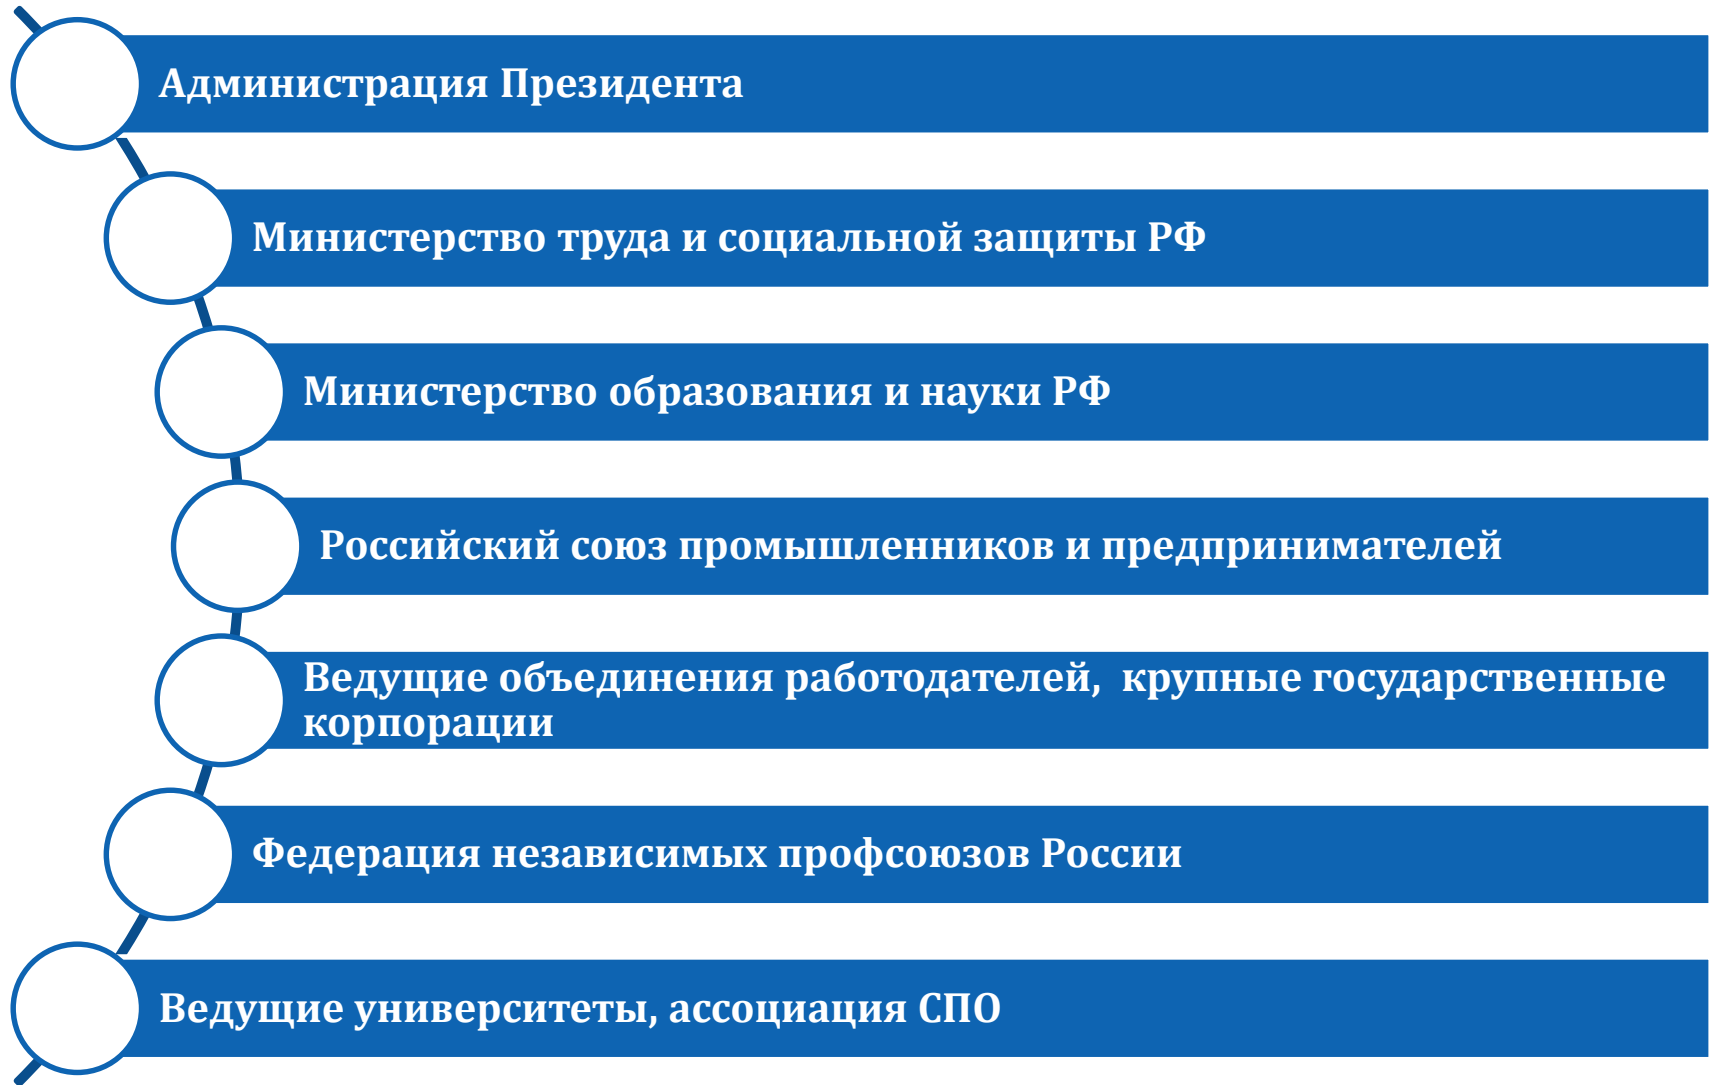 Администрация Президента
Министерство труда и социальной защиты РФ
Министерство образования и науки РФ
Российский союз промышленников и предпринимателей
Ведущие объединения работодателей,  крупные государственные
корпорации
Федерация независимых профсоюзов России
Ведущие университеты, ассоциация СПО